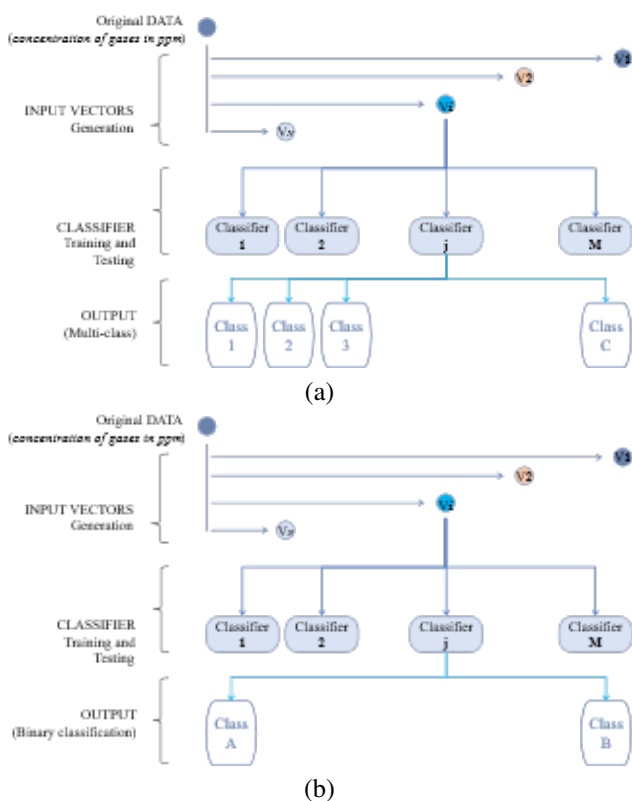 Original DATA
(concentration of gases in ppm)
V1
V2
INPUT VECTORS
Generation
Vi
Vv
CLASSIFIER
Training and
Testing
Classifier
1
Classifier
2
Classifier
j
Classifier
M
OUTPUT
(Multi-class)
Class
1
Class
2
Class
3
Class
C
(a)
Original DATA
(concentration of gases in ppm)
V1
V2
INPUT VECTORS
Generation
Vi
Vv
CLASSIFIER
Training and
Testing
Classifier
1
Classifier
2
Classifier
j
Classifier
M
OUTPUT
(Binary classification)
Class
A
Class
B
(b)